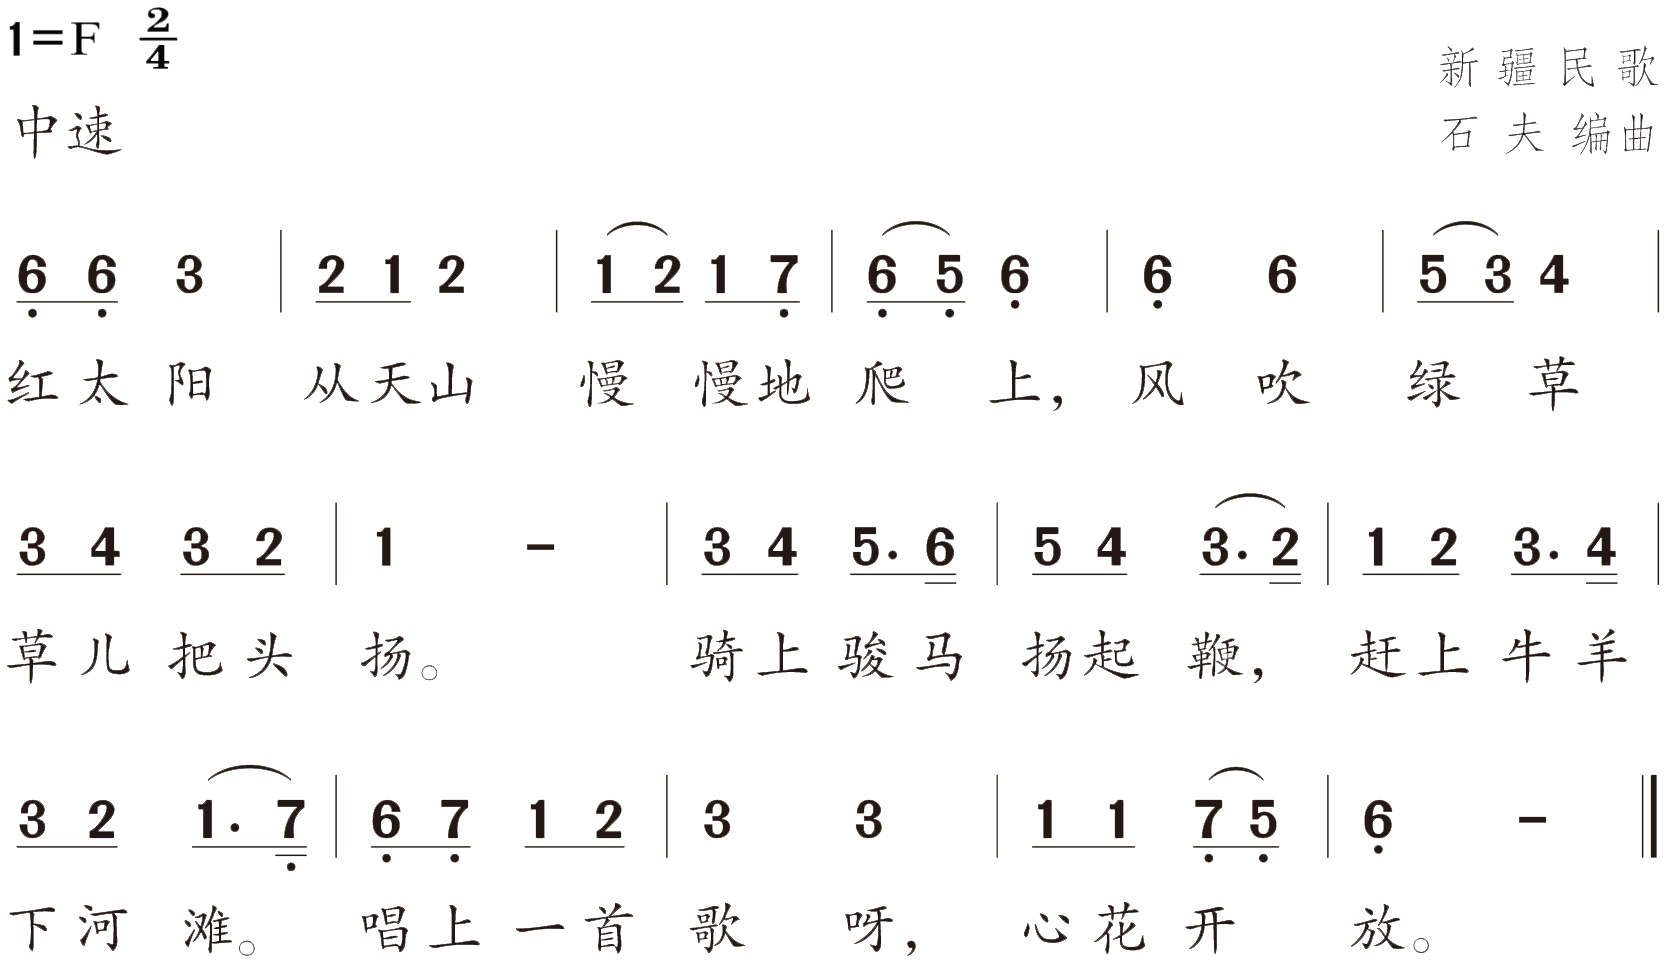 1=F 2/4
新疆民歌
中速
石夫编曲
6 6 3 | 2 1 2 | 1 2 1 7 | 6 5 6 | 6 6 | 5 3 4 |
红太阳 从天山 慢 慢地爬 上，风 吹 绿 草
3 4 3 2 | 1 – | 3 4 5. 6 | 5 4 3. 2 | 1 2 3. 4 |
草儿把头 扬。 骑上骏马 扬起 鞭，赶上牛羊
3 2 1. 7 | 6 7 1 2 | 3 3 | 1 1 7 5 | 6 – ‖
下河 滩。 唱上一首 歌 呀， 心花开 放。